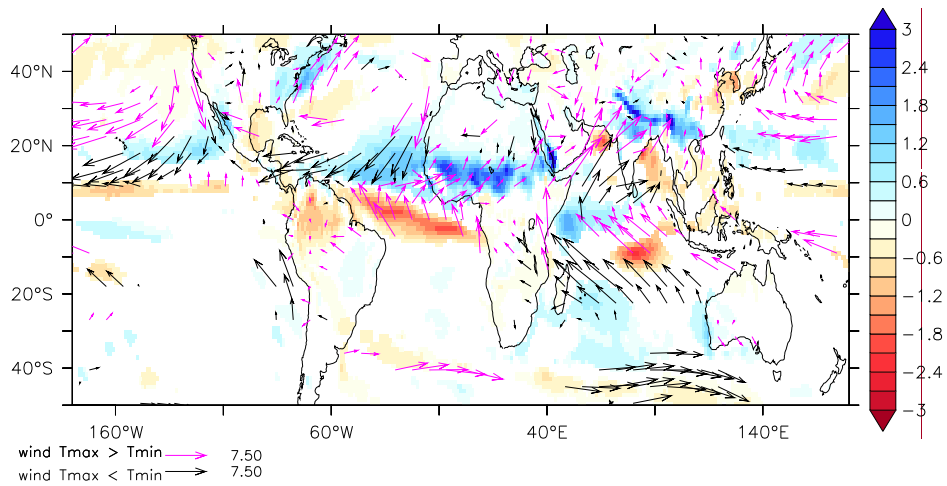 40°N
20°N
0°
20°S
40°S
160°W 60°W 40°E 140°E
3
2.4
1.8
1.2
0.6
0
−0.6
−1.2
−1.8
−2.4
−3
wind Tmax > Tmin 7.50
wind Tmax < Tmin 7.50